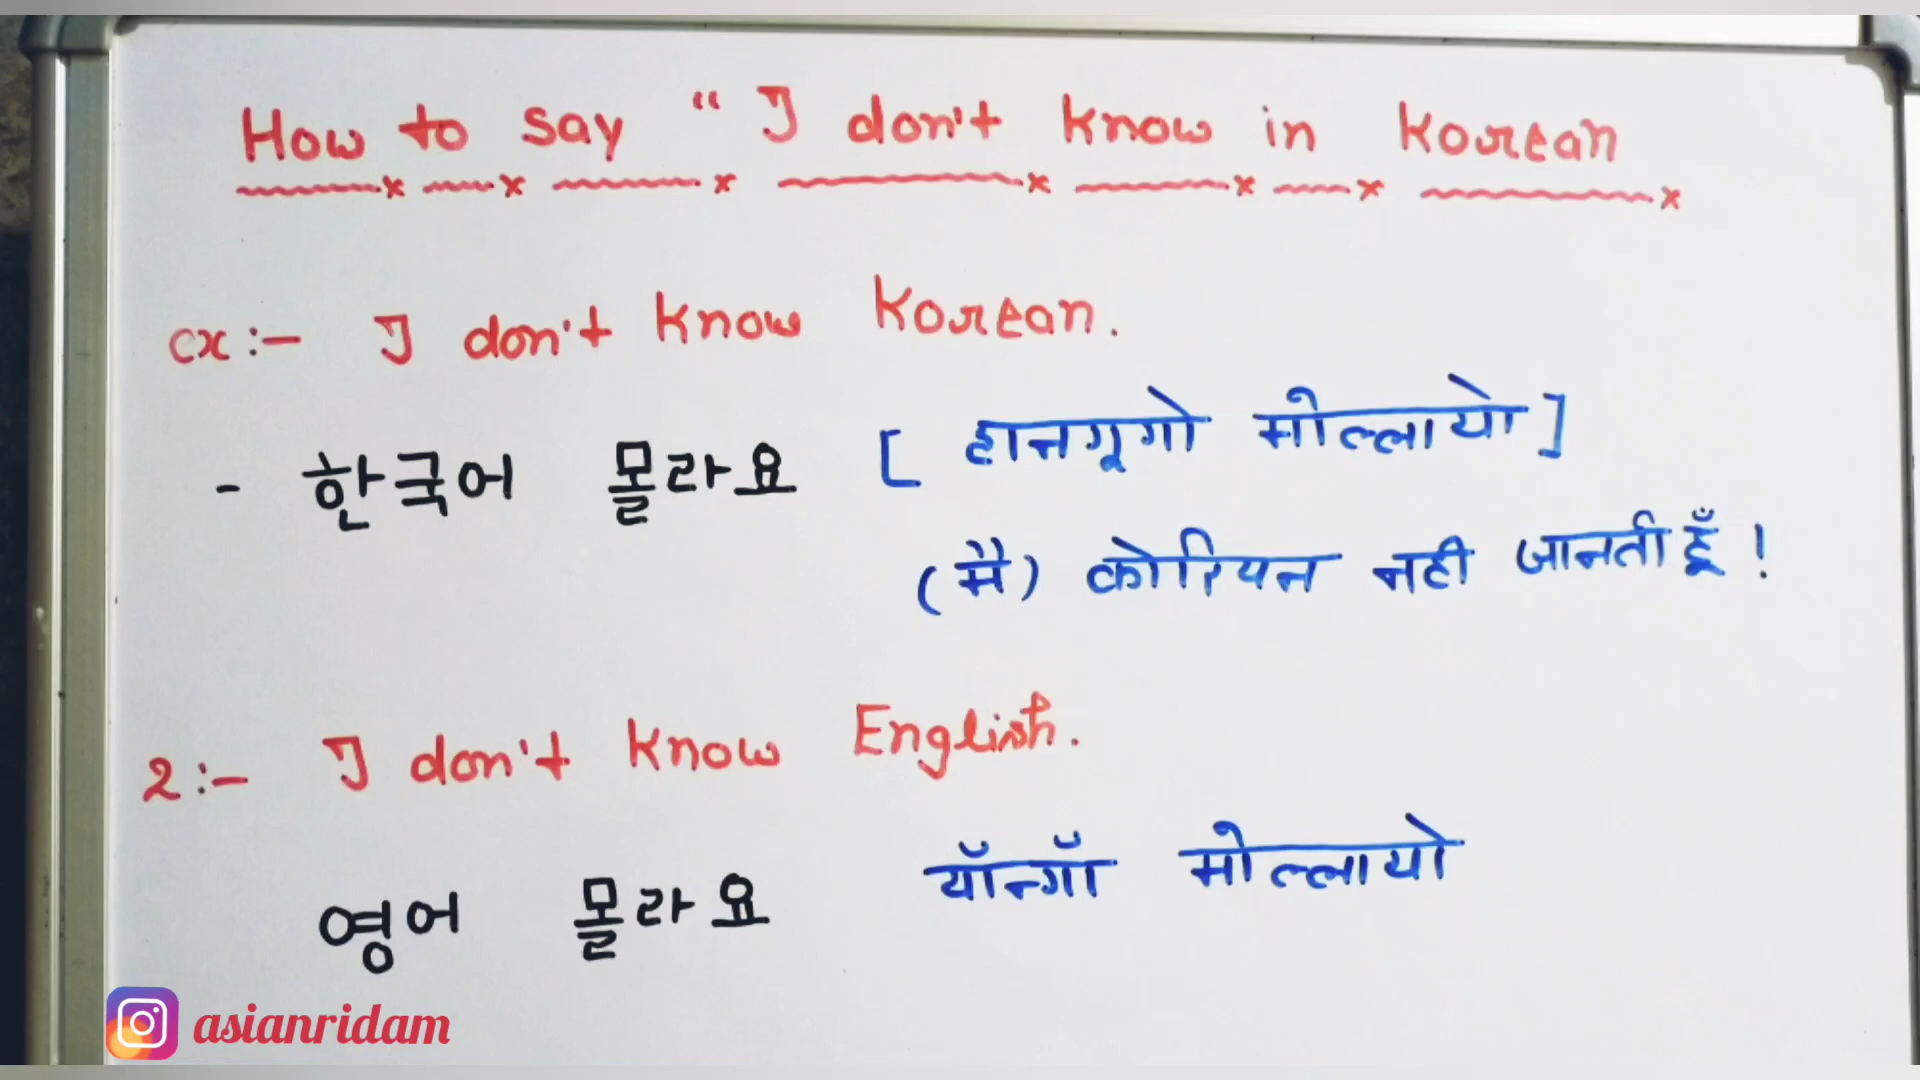 How to say “I don't know in Korean
ex:- I don't know Korean.
- 한국어 몰라요 [हानगूगो मोल्लायो]
(मै) कोरियन नही जानती हूँ !
2:- I don't know English.
영어 몰라요 यॉन्गॉ मोल्लायो
asianridam